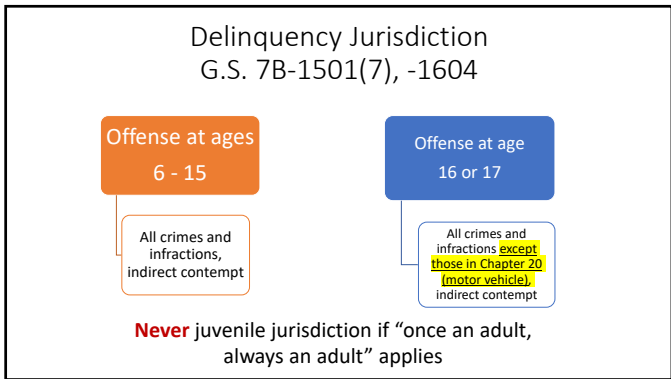 Delinquency Jurisdiction
G.S. 7B-1501(7), -1604
Offense at ages
6 - 15
All crimes and
infractions,
indirect contempt
Offense at age
16 or 17
All crimes and
infractions except
those in Chapter 20
(motor vehicle),
indirect contempt
Never juvenile jurisdiction if “once an adult,
always an adult” applies